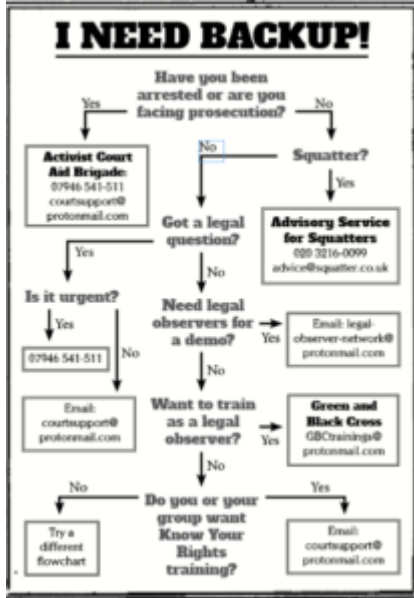 I NEED BACKUP!
Have you been
arrested or are you
facing prosecution?
Yes
No
Activist Court
Aid Brigade:
07946 541-511
courtsupport@
protonmail.com
No
Squatter?
Yes
Advisory Service
for Squatters
020 3216-0099
advice@squatter.co.uk
Got a legal
question?
Yes
No
Is it urgent?
Yes
No
07946 541-511
Email:
courtsupport@
protonmail.com
Need legal
observers for
a demo?
Yes
Email: legal-
observer-network@
protonmail.com
No
Want to train
as a legal
observer?
Yes
Green and
Black Cross
GBCtrainings@
protonmail.com
No
Do you or your
group want
Know Your
Rights
training?
No
Yes
Try a
different
flowchart
Email:
courtsupport@
protonmail.com